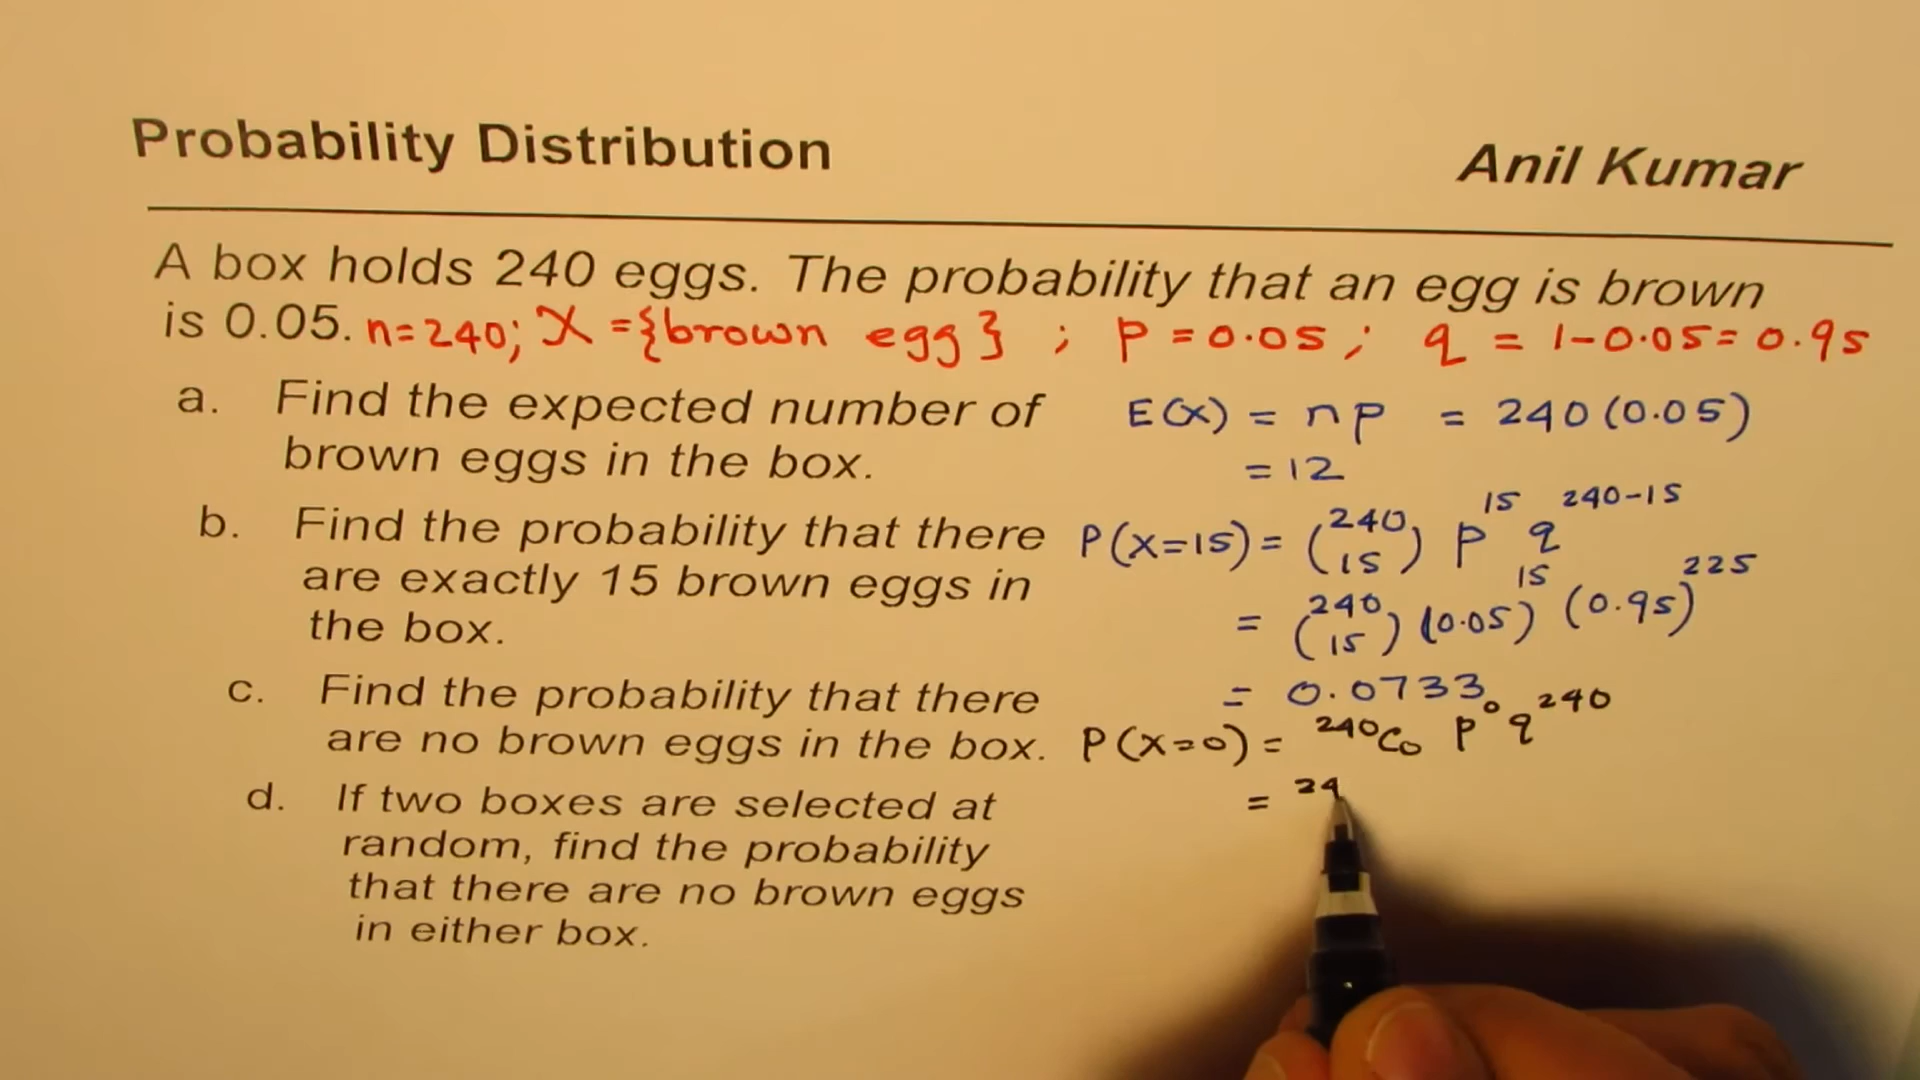 Probability Distribution
Anil Kumar
A box holds 240 eggs. The probability that an egg is brown
is 0.05. n=240; X ={brown egg} ; p = 0.05 ; q = 1-0.05 = 0.95
a. Find the expected number of
brown eggs in the box.
E(x) = np = 240(0.05)
= 12
b. Find the probability that there
are exactly 15 brown eggs in
the box.
P(X=15) = (240 15) p^15 q^240-15
= (240 15) (0.05)^15 (0.95)^225
= 0.0733
c. Find the probability that there
are no brown eggs in the box.
P(X=0) = 240C0 p^0 q^240
= 24
d. If two boxes are selected at
random, find the probability
that there are no brown eggs
in either box.